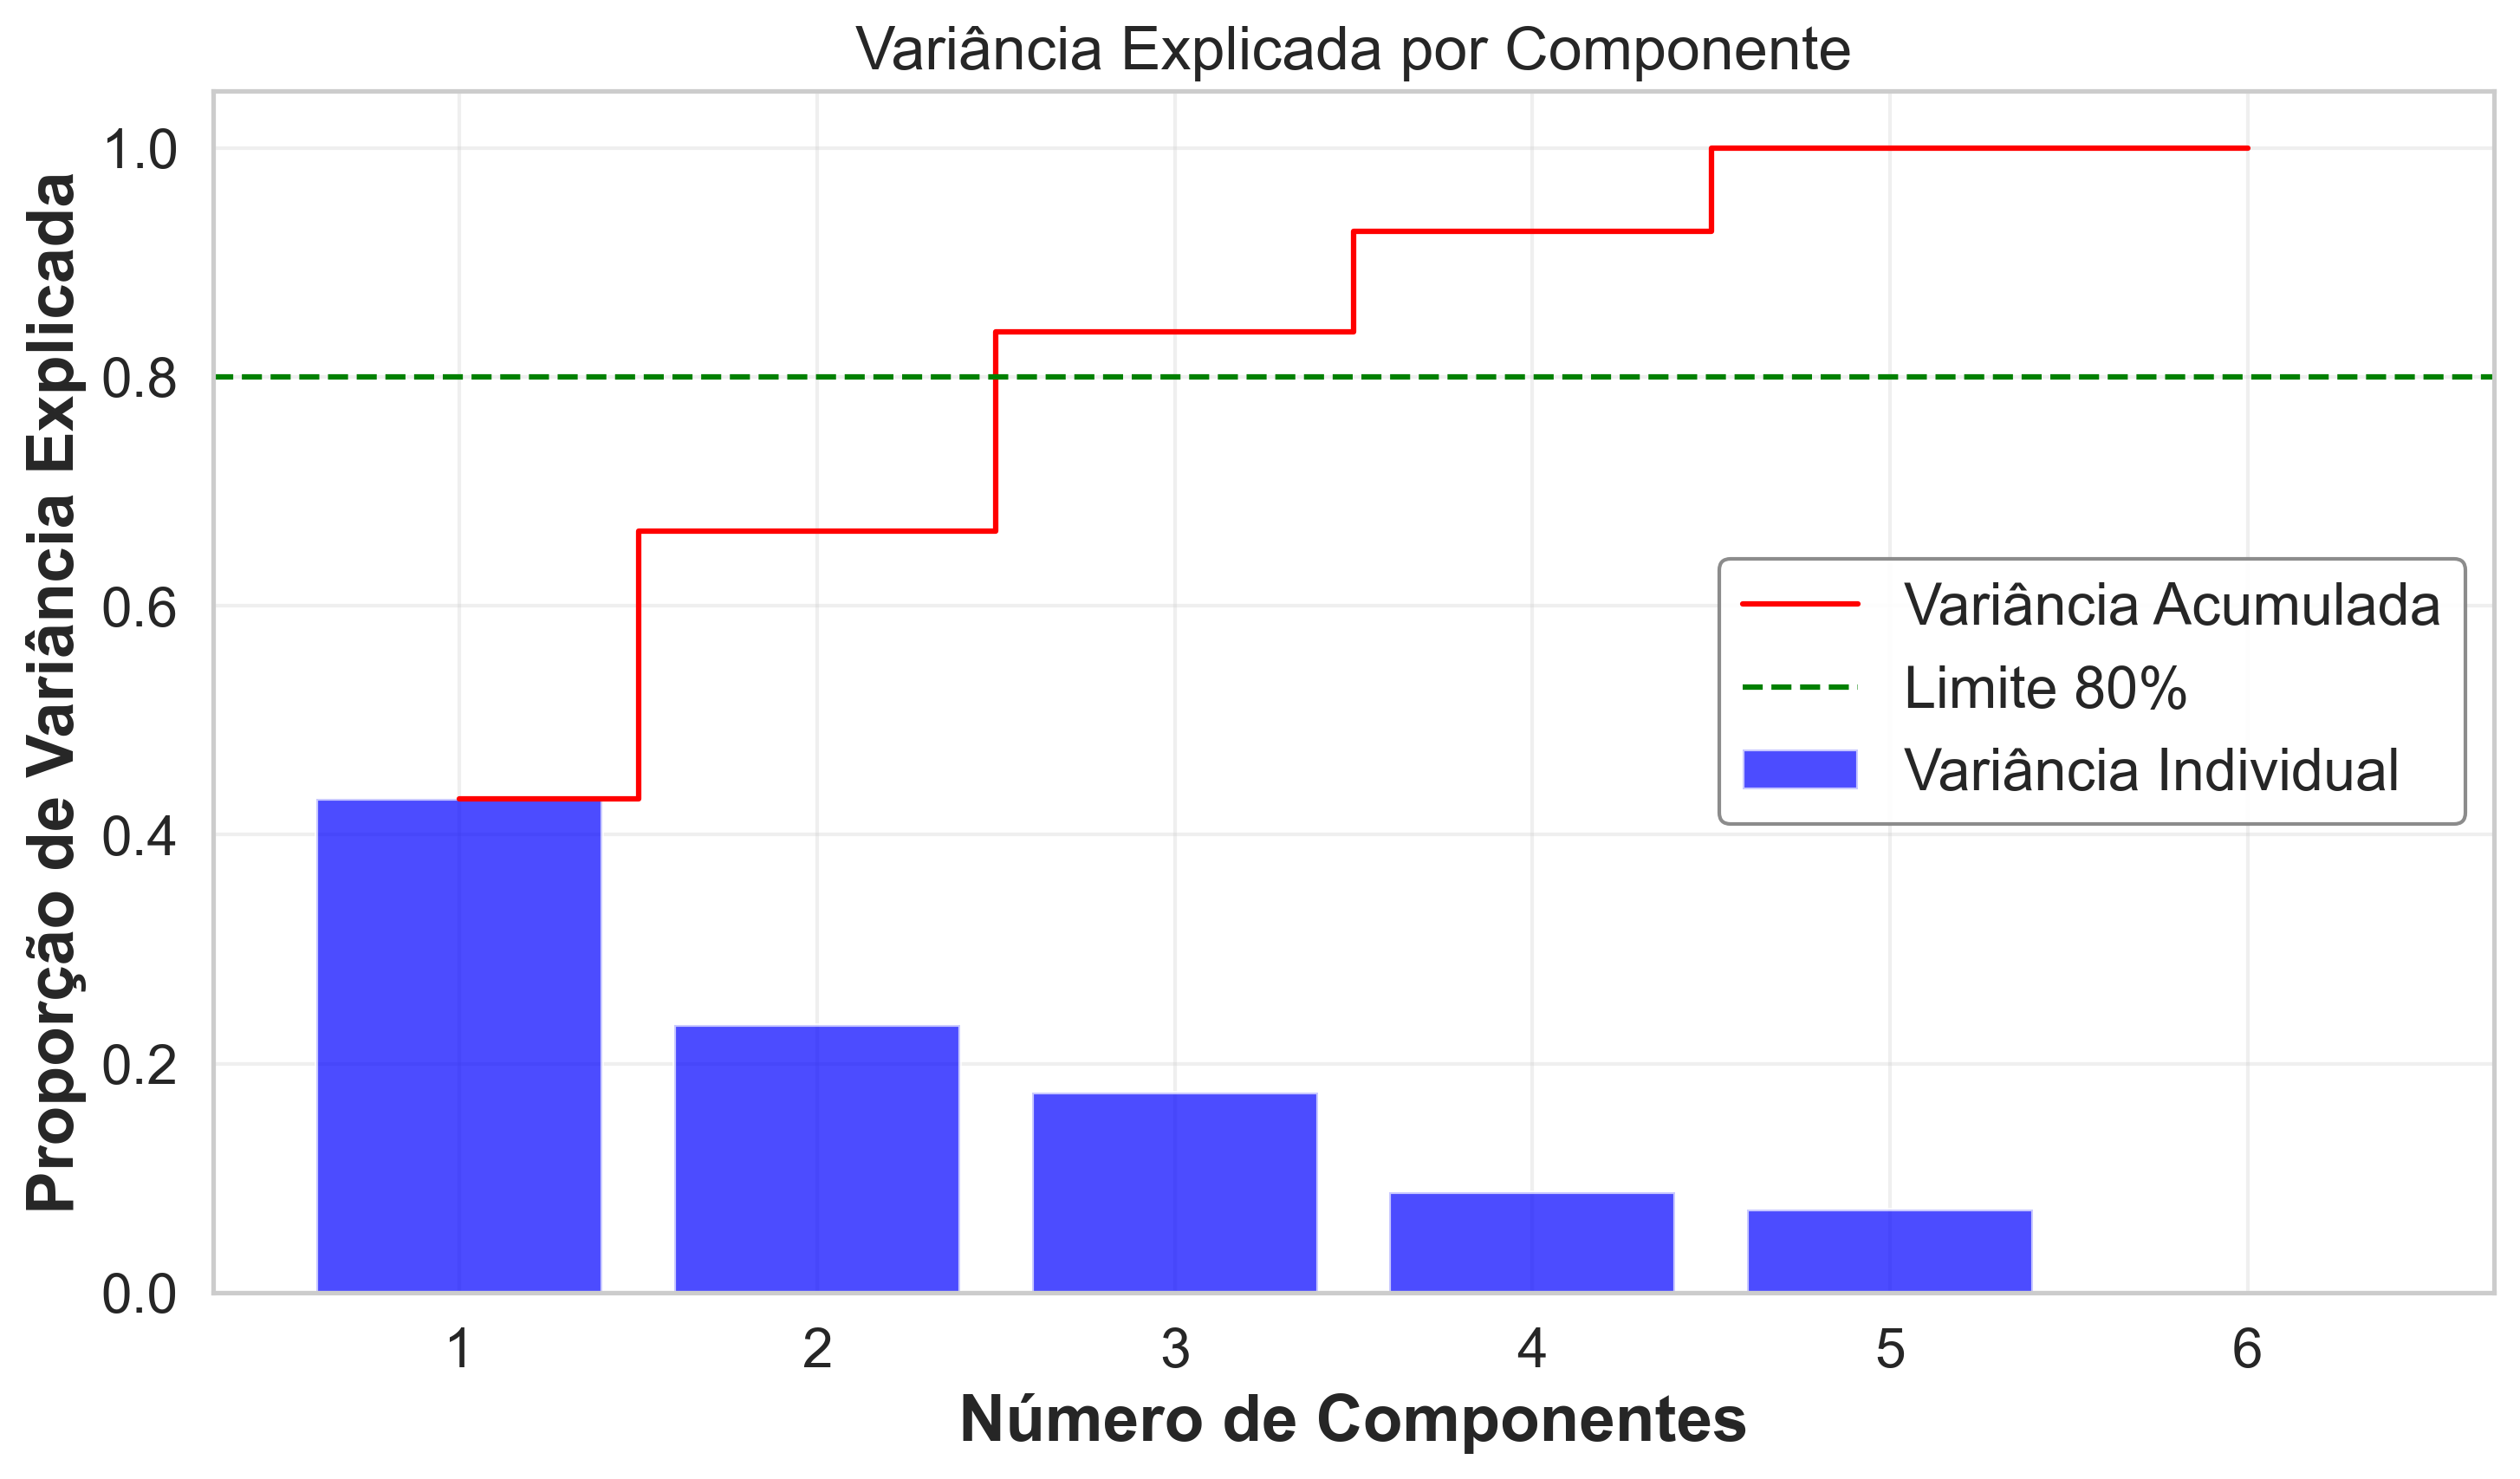 Variância Explicada por Componente
Proporção de Variância Explicada
1.0
0.8
0.6
0.4
0.2
0.0
Variância Acumulada
Limite 80%
Variância Individual
1 2 3 4 5 6
Número de Componentes